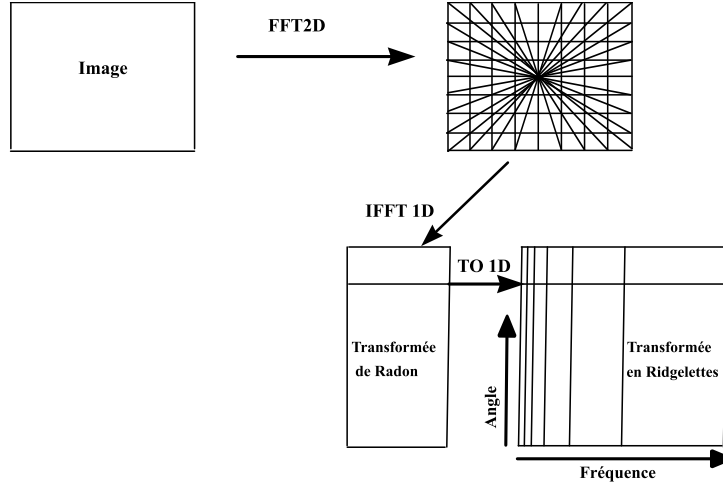 FFT2D
Image
IFFT 1D
TO 1D
Transformée
de Radon
Angle
Transformée
en Ridgelettes
Fréquence